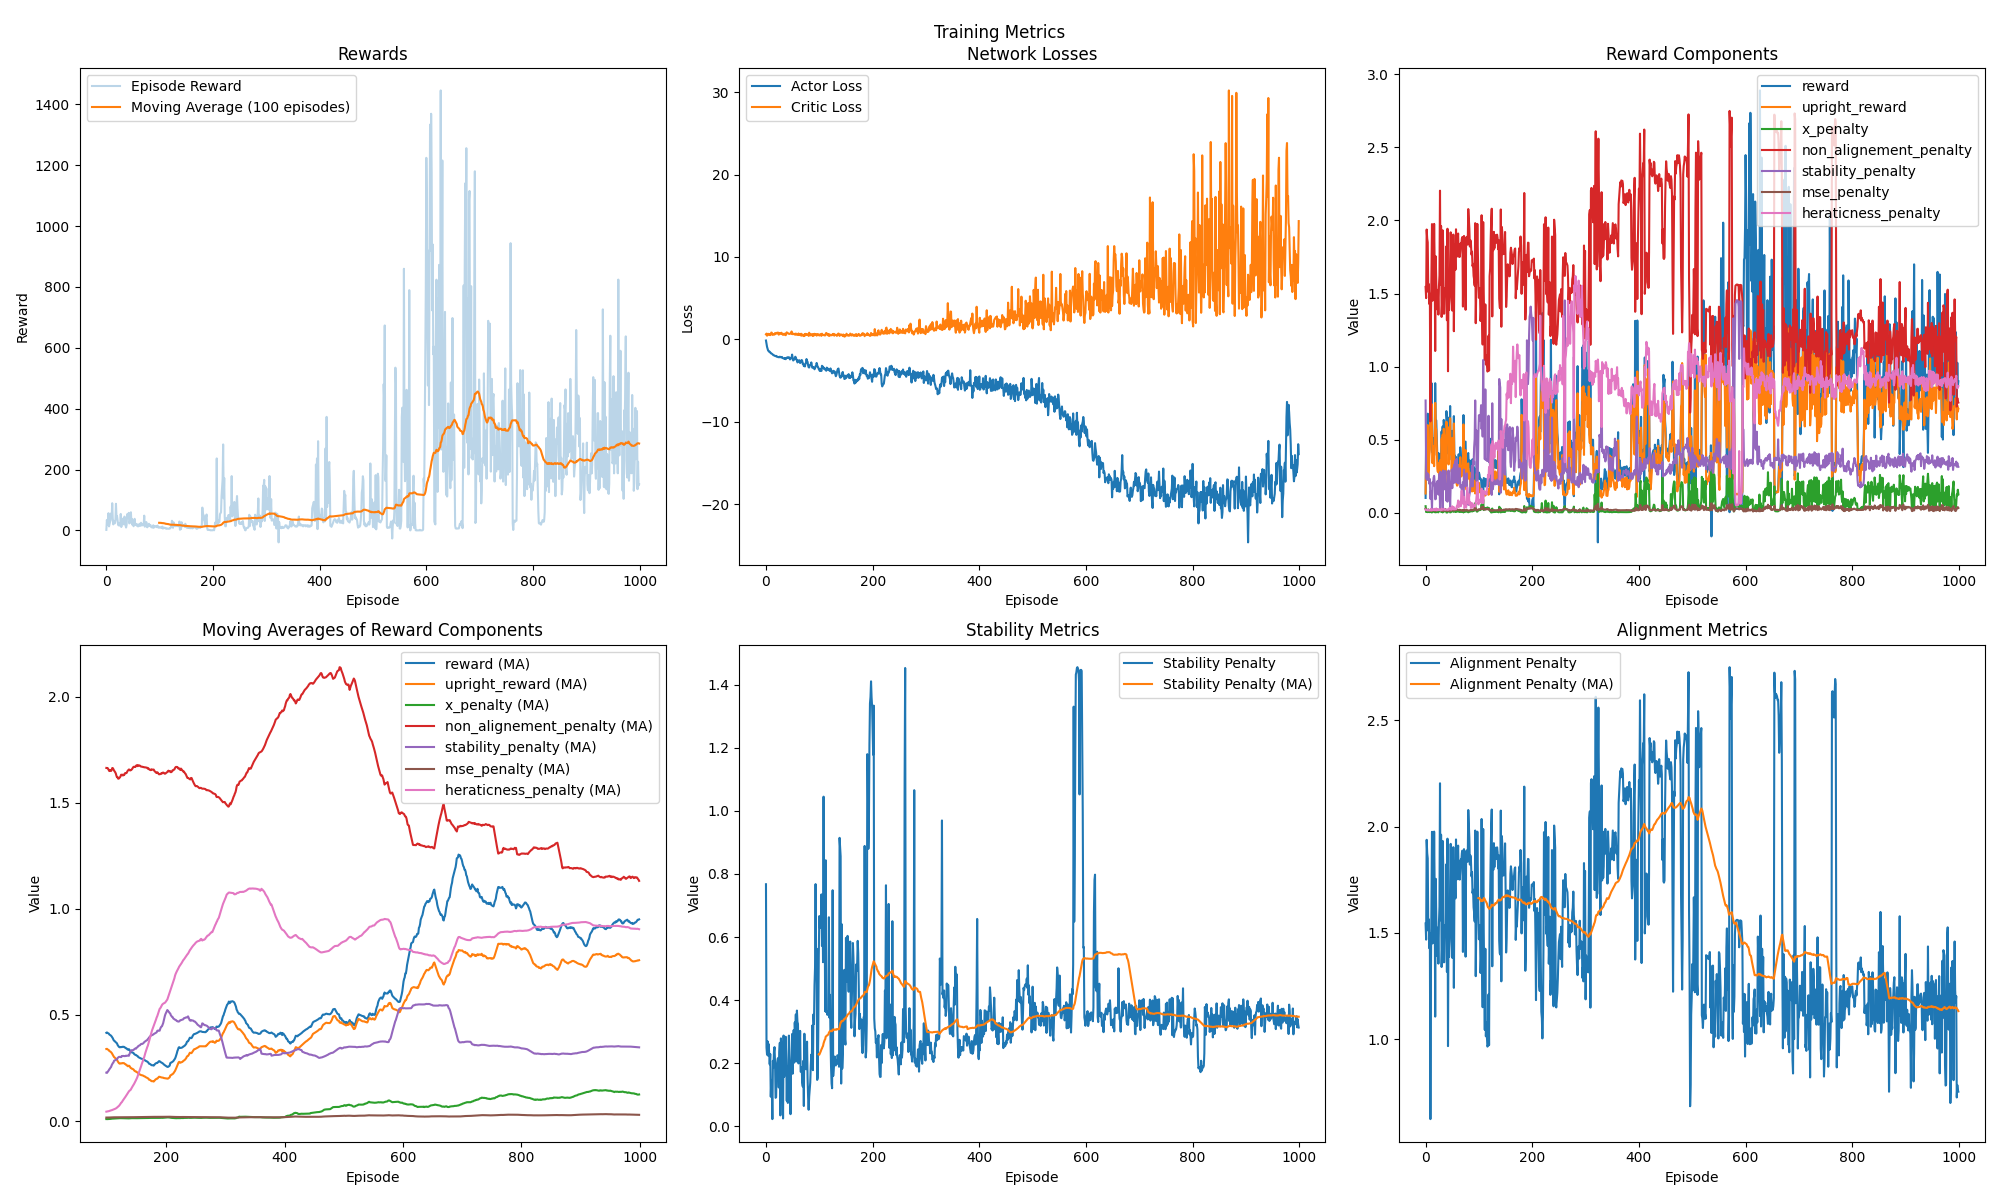 Training Metrics
Rewards
Episode Reward
Moving Average (100 episodes)
1400
1200
1000
800
600
400
200
0
Reward
0 200 400 600 800 1000
Episode
Network Losses
Actor Loss
Critic Loss
30
20
10
0
−10
−20
Loss
0 200 400 600 800 1000
Episode
Reward Components
reward
upright_reward
x_penalty
non_alignement_penalty
stability_penalty
mse_penalty
heraticness_penalty
3.0
2.5
2.0
1.5
1.0
0.5
0.0
Value
0 200 400 600 800 1000
Episode
Moving Averages of Reward Components
reward (MA)
upright_reward (MA)
x_penalty (MA)
non_alignement_penalty (MA)
stability_penalty (MA)
mse_penalty (MA)
heraticness_penalty (MA)
2.0
1.5
1.0
0.5
0.0
Value
200 400 600 800 1000
Episode
Stability Metrics
Stability Penalty
Stability Penalty (MA)
1.4
1.2
1.0
0.8
0.6
0.4
0.2
0.0
Value
0 200 400 600 800 1000
Episode
Alignment Metrics
Alignment Penalty
Alignment Penalty (MA)
2.5
2.0
1.5
1.0
Value
0 200 400 600 800 1000
Episode